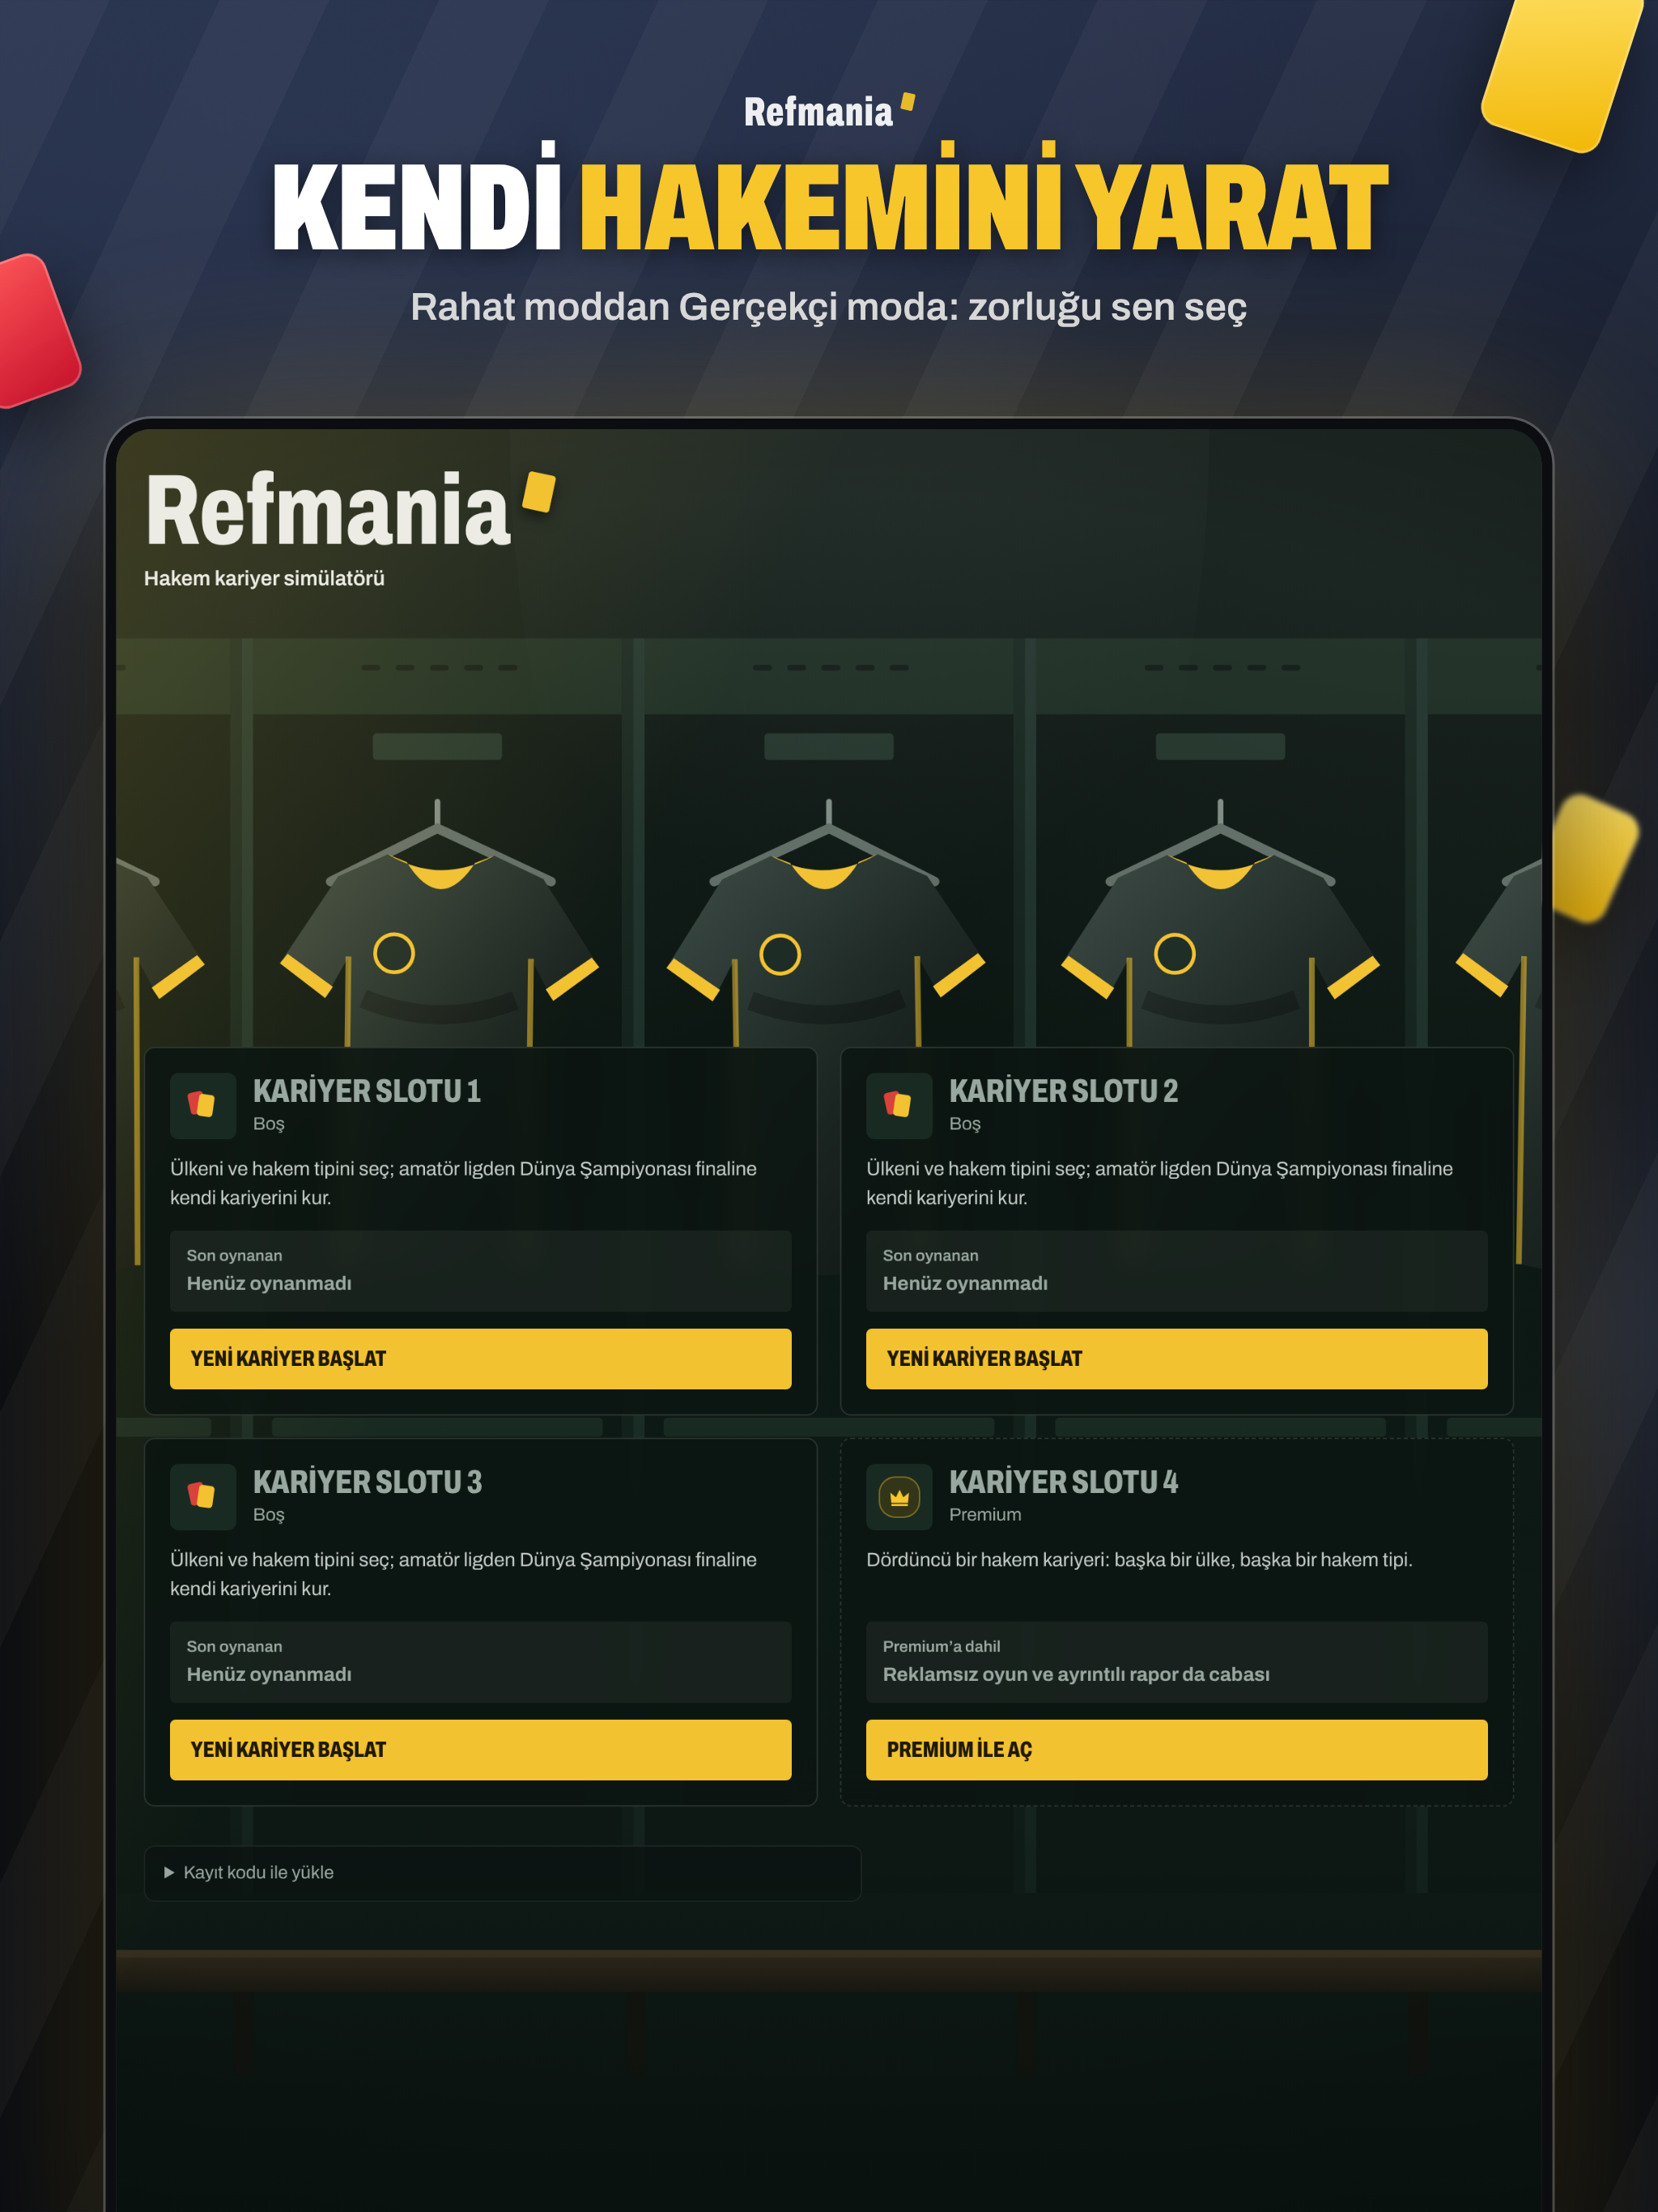 Refmania
KENDİ HAKEMİNİ YARAT
Rahat moddan Gerçekçi moda: zorluğu sen seç
Refmania
Hakem kariyer simülatörü
KARİYER SLOTU 1
Boş
Ülkeni ve hakem tipini seç; amatör ligden Dünya Şampiyonası finaline
kendi kariyerini kur.
Son oynanan
Henüz oynanmadı
YENİ KARİYER BAŞLAT
KARİYER SLOTU 2
Boş
Ülkeni ve hakem tipini seç; amatör ligden Dünya Şampiyonası finaline
kendi kariyerini kur.
Son oynanan
Henüz oynanmadı
YENİ KARİYER BAŞLAT
KARİYER SLOTU 3
Boş
Ülkeni ve hakem tipini seç; amatör ligden Dünya Şampiyonası finaline
kendi kariyerini kur.
Son oynanan
Henüz oynanmadı
YENİ KARİYER BAŞLAT
KARİYER SLOTU 4
Premium
Dördüncü bir hakem kariyeri: başka bir ülke, başka bir hakem tipi.
Premium’a dahil
Reklamsız oyun ve ayrıntılı rapor da cabası
PREMİUM İLE AÇ
Kayıt kodu ile yükle